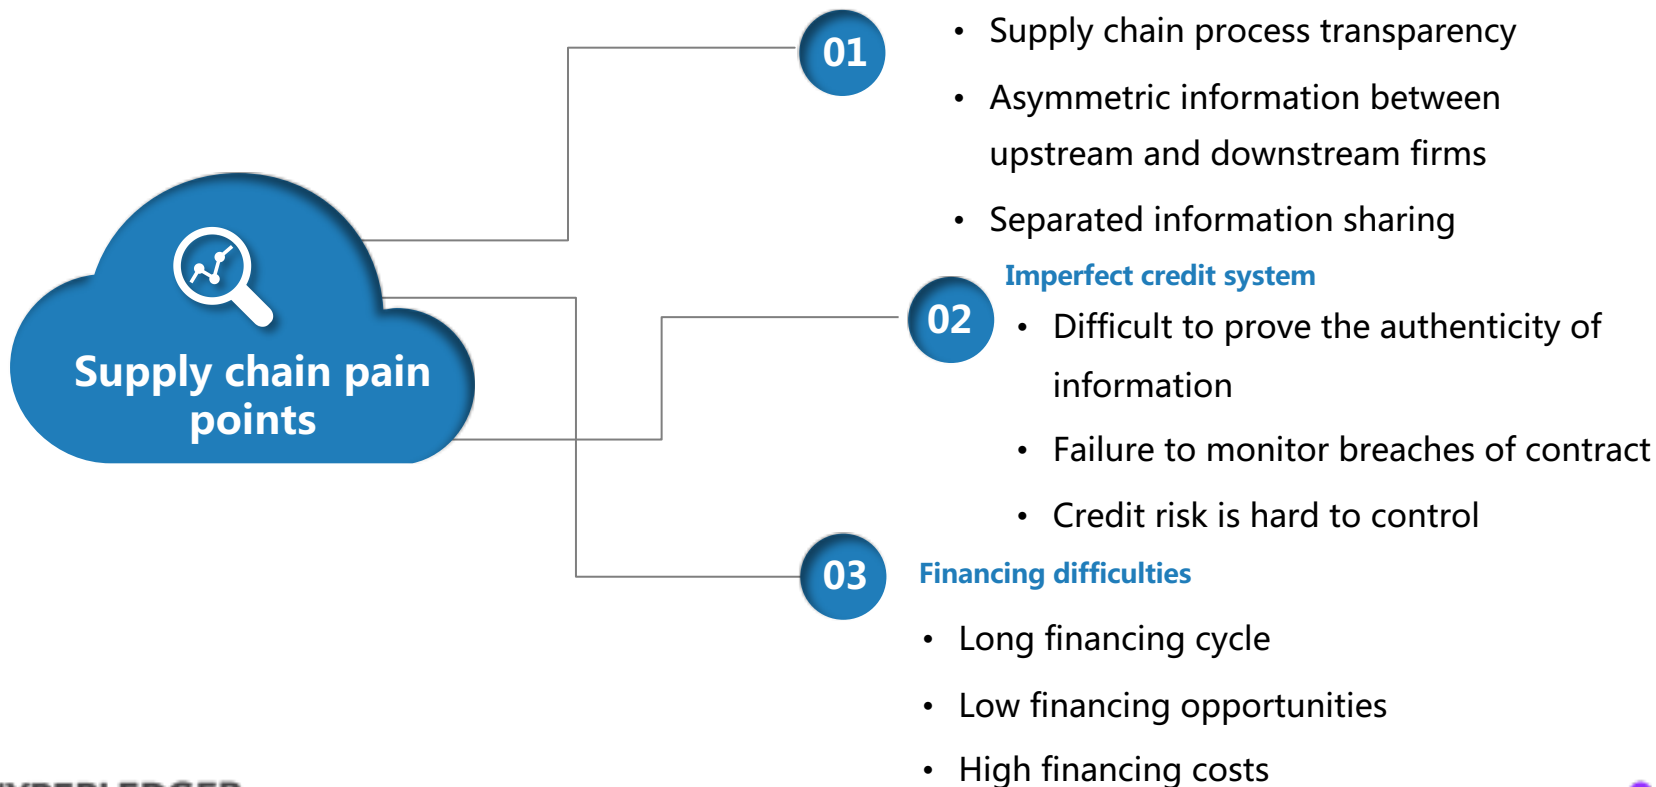 01
• Supply chain process transparency
• Asymmetric information between
upstream and downstream firms
• Separated information sharing
Supply chain pain
points
02
Imperfect credit system
• Difficult to prove the authenticity of
information
• Failure to monitor breaches of contract
• Credit risk is hard to control
03
Financing difficulties
• Long financing cycle
• Low financing opportunities
• High financing costs